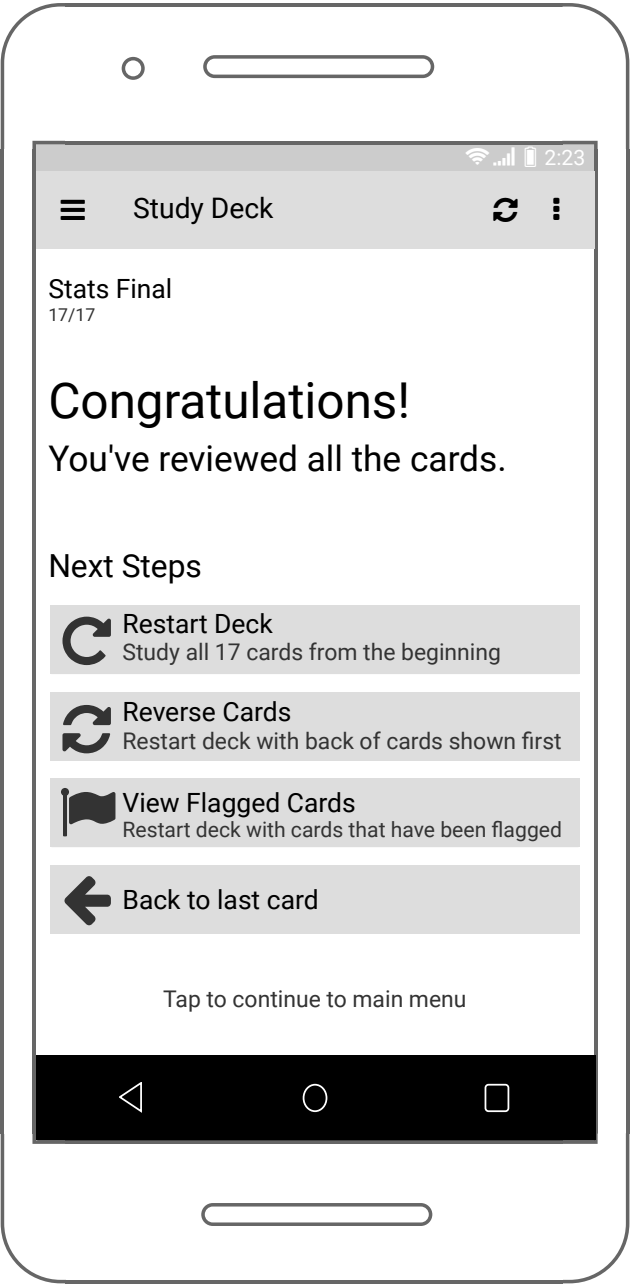 2:23
Study Deck
Stats Final
17/17
Congratulations!
You've reviewed all the cards.
Next Steps
Restart Deck
Study all 17 cards from the beginning
Reverse Cards
Restart deck with back of cards shown first
View Flagged Cards
Restart deck with cards that have been flagged
Back to last card
Tap to continue to main menu